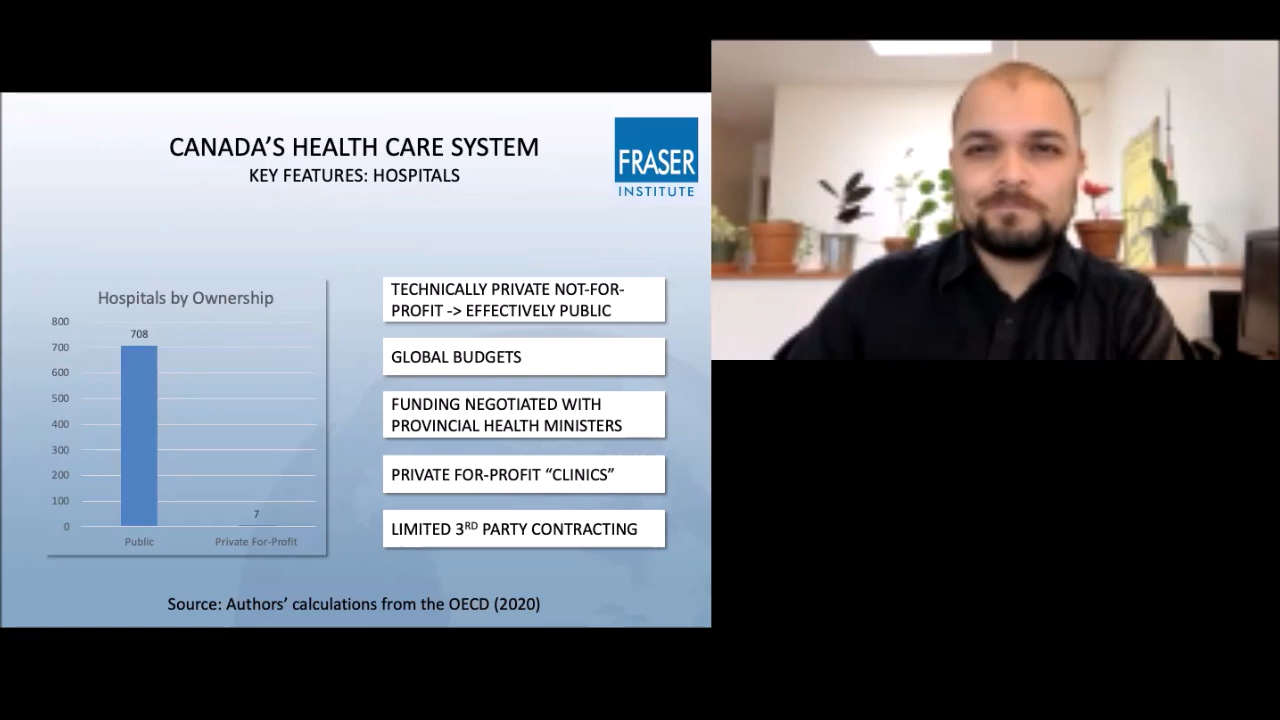 CANADA'S HEALTH CARE SYSTEM
KEY FEATURES: HOSPITALS
FRASER
INSTITUTE
Hospitals by Ownership
800
700
600
500
400
300
200
100
0
708
7
Public
Private For-Profit
TECHNICALLY PRIVATE NOT-FOR-
PROFIT -> EFFECTIVELY PUBLIC
GLOBAL BUDGETS
FUNDING NEGOTIATED WITH
PROVINCIAL HEALTH MINISTERS
PRIVATE FOR-PROFIT “CLINICS”
LIMITED 3RD PARTY CONTRACTING
Source: Authors’ calculations from the OECD (2020)